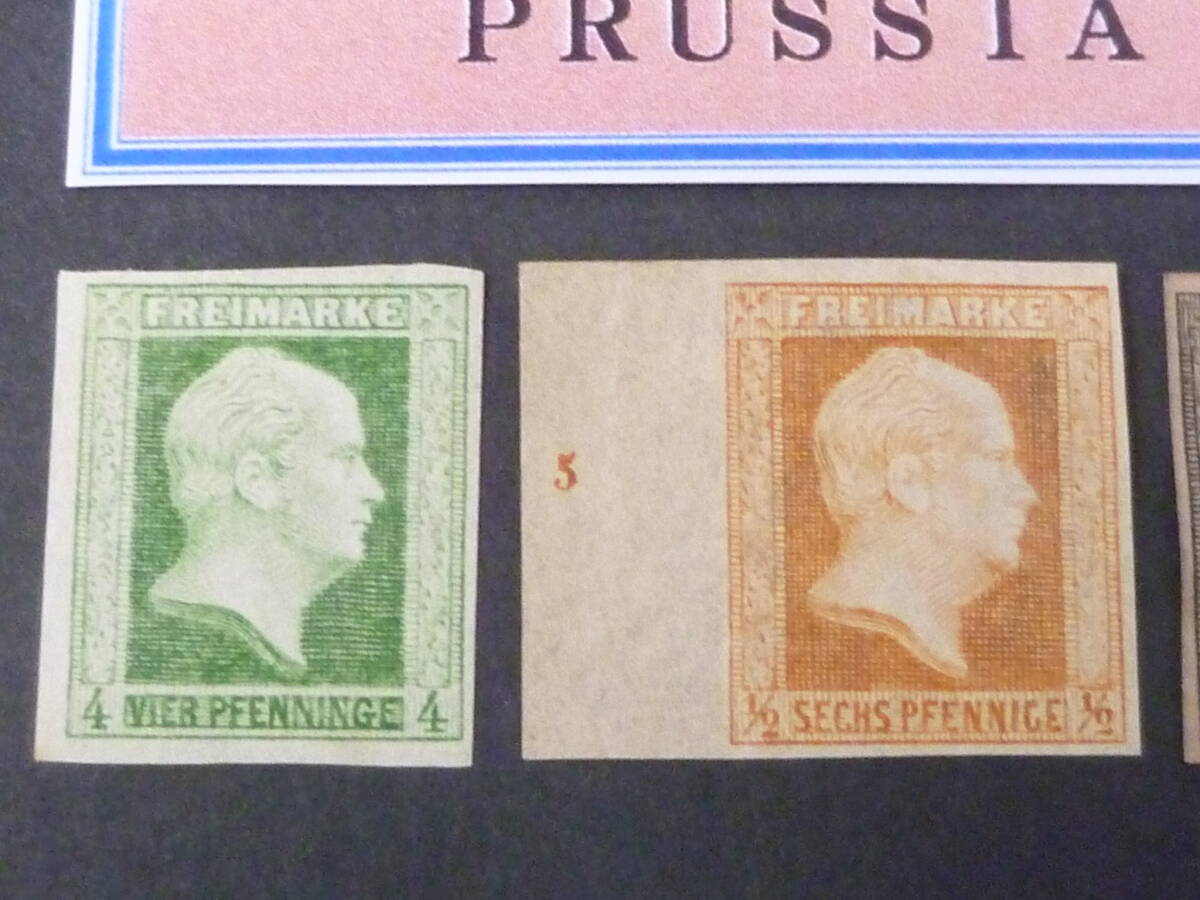 PRUSSIA
FREIMARKE
4 VIER PFENNINGE 4
5
FREIMARKE
½ SECHS PFENNIGE ½